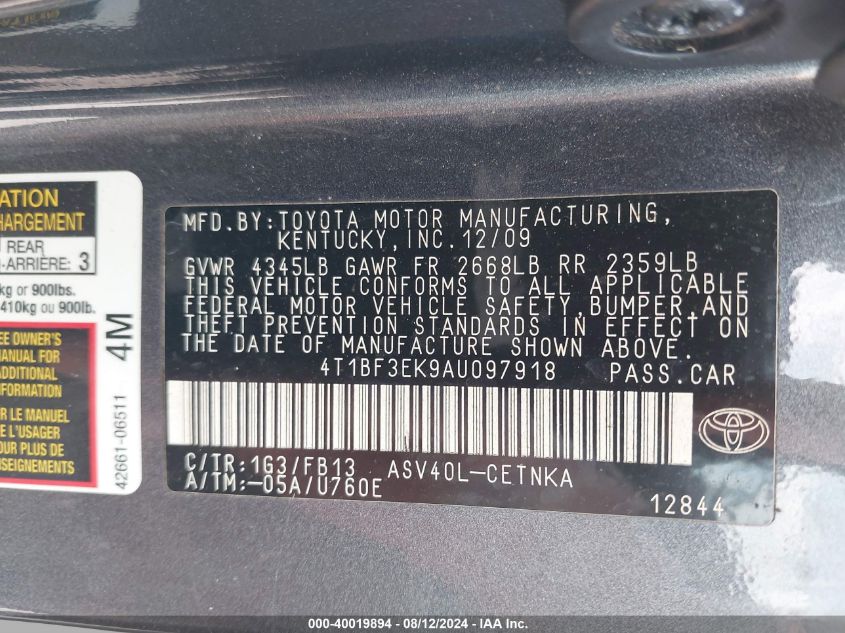 ATION
CHARGEMENT
REAR
-ARRIÈRE: 3
kg or 900lbs.
410kg ou 900lb.
EE OWNER'S
MANUAL FOR
ADDITIONAL
INFORMATION
R LE MANUEL
E L'USAGER
OUR PLUS DE
NSEIGNEMENTS
4M
42661-06511
MFD.BY:TOYOTA MOTOR MANUFACTURING,
KENTUCKY, INC.12/09
GVWR 4345LB GAWR FR 2668LB RR 2359LB
THIS VEHICLE CONFORMS TO ALL APPLICABLE
FEDERAL MOTOR VEHICLE SAFETY,BUMPER,AND
THEFT PREVENTION STANDARDS IN EFFECT ON
THE DATE OF MANUFACTURE SHOWN ABOVE.
4T1BF3EK9AU097918 PASS.CAR
C/TR:1G3/FB13 ASV40L-CETNKA
A/TM:-05A/U760E
12844
000-40019894 - 08/12/2024 - IAA Inc.